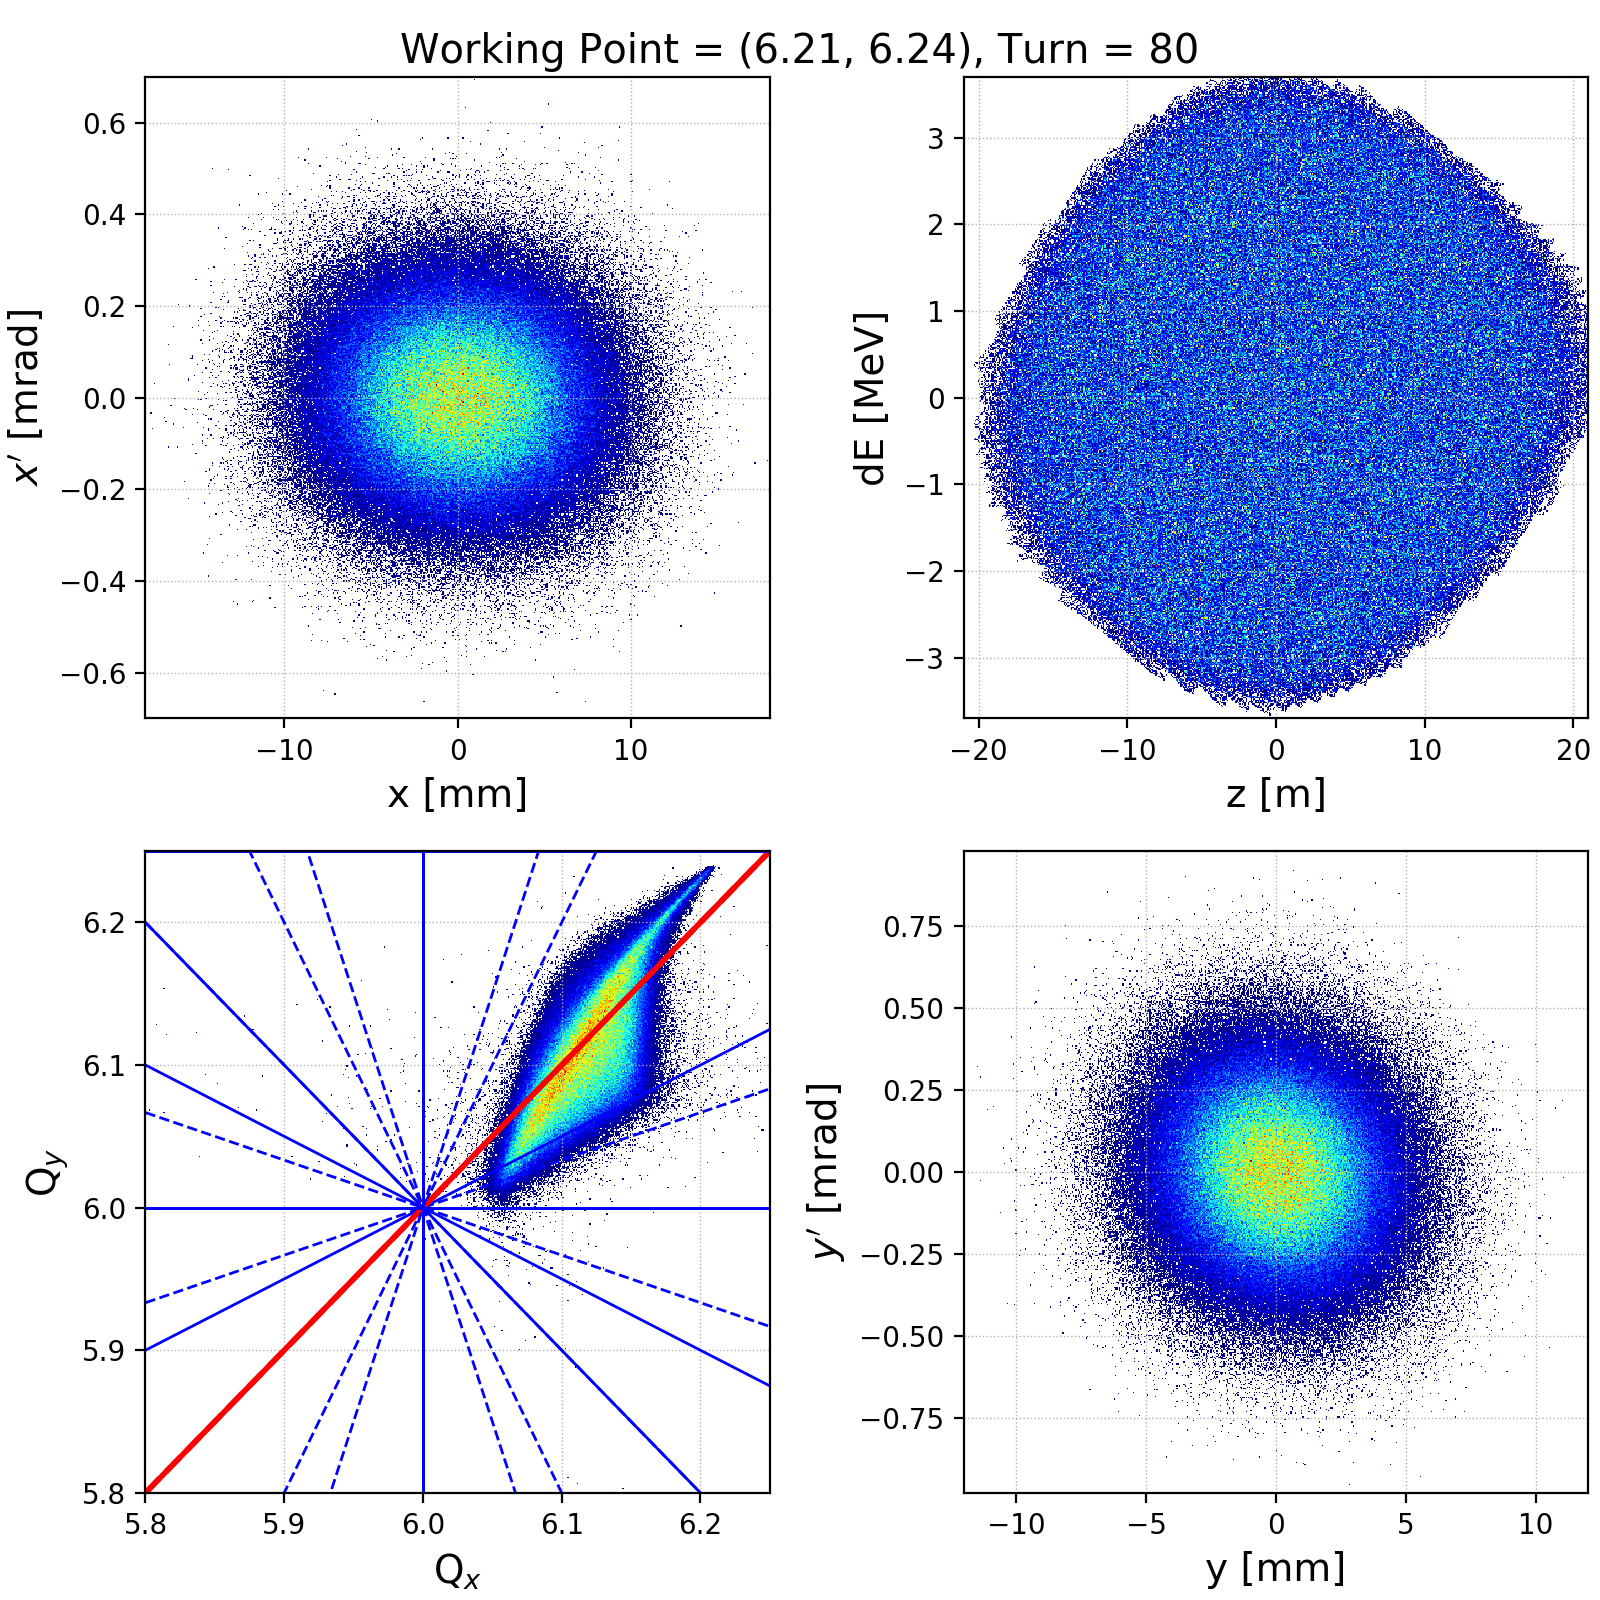 Working Point = (6.21, 6.24), Turn = 80
0.6
0.4
0.2
0.0
−0.2
−0.4
−0.6
x′ [mrad]
−10 0 10
x [mm]
3
2
1
0
−1
−2
−3
dE [MeV]
−20 −10 0 10 20
z [m]
6.2
6.1
6.0
5.9
5.8
Qy
5.8 5.9 6.0 6.1 6.2
Qx
0.75
0.50
0.25
0.00
−0.25
−0.50
−0.75
y′ [mrad]
−10 −5 0 5 10
y [mm]